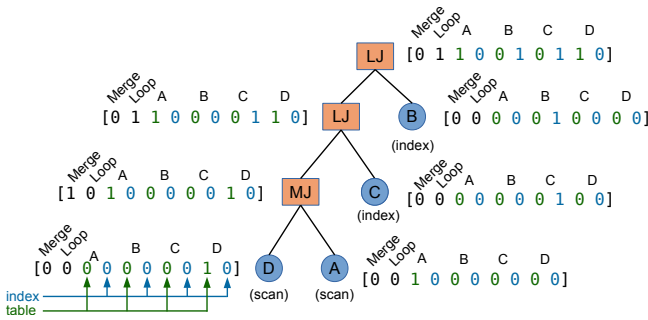 Merge Loop A B C D
LJ [0 1 1 0 0 1 0 1 1 0]
Merge Loop A B C D
[0 1 1 0 0 0 0 1 1 0] LJ
Merge Loop A B C D
B [0 0 0 0 0 1 0 0 0 0]
(index)
Merge Loop A B C D
[1 0 1 0 0 0 0 0 1 0] MJ
Merge Loop A B C D
C [0 0 0 0 0 0 0 1 0 0]
(index)
Merge Loop A B C D
[0 0 0 0 0 0 0 0 1 0] D
(scan)
Merge Loop A B C D
A [0 0 1 0 0 0 0 0 0 0]
(scan)
index
table